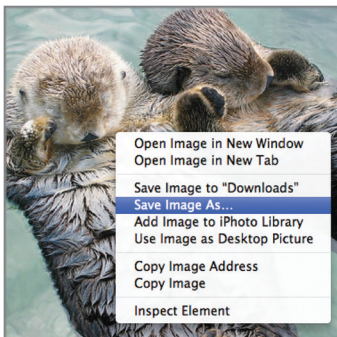 Open Image in New Window
Open Image in New Tab
Save Image to "Downloads"
Save Image As...
Add Image to iPhoto Library
Use Image as Desktop Picture
Copy Image Address
Copy Image
Inspect Element